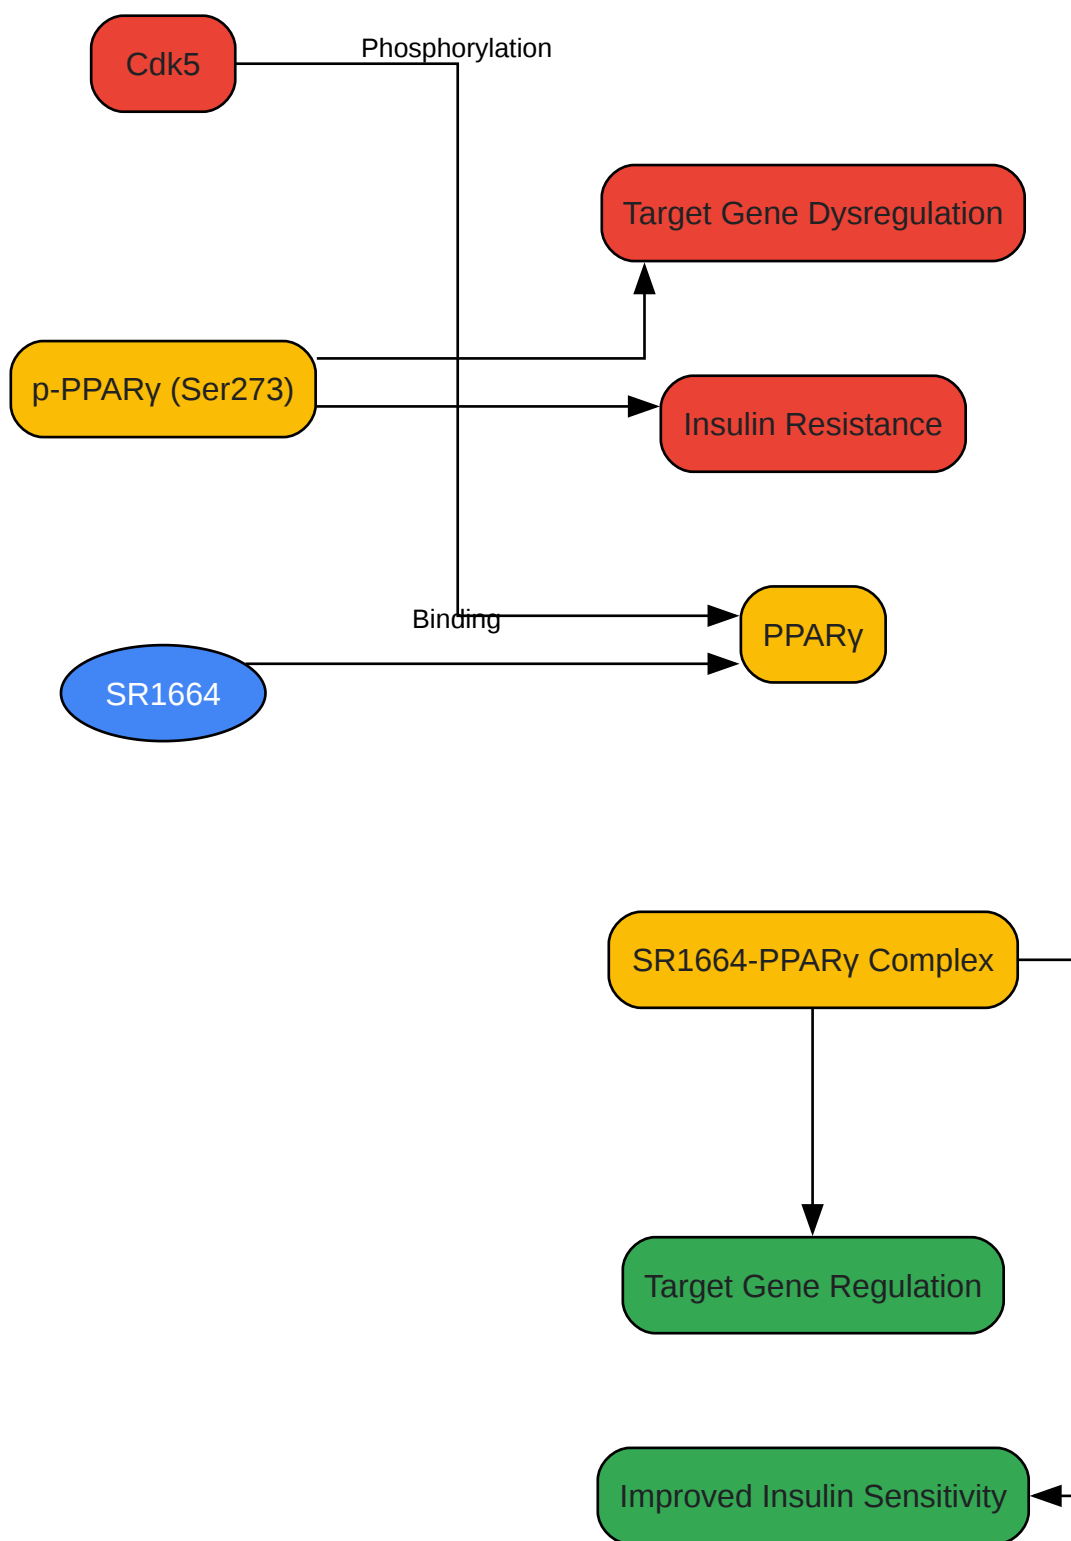 Cdk5
Phosphorylation
Target Gene Dysregulation
p-PPARγ (Ser273)
Insulin Resistance
Binding
PPARγ
SR1664
SR1664-PPARγ Complex
Target Gene Regulation
Improved Insulin Sensitivity